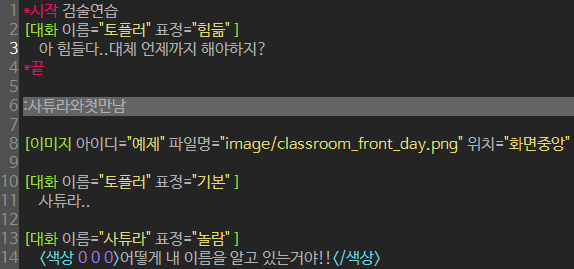 1 *시작 검술연습
2 [대화 이름="토플러" 표정="힘듦" ]
3 아 힘들다..대체 언제까지 해야하지?
4 *끝
5
6 :사튜라와첫만남
7
8 [이미지 아이디="예제" 파일명="image/classroom_front_day.png" 위치="화면중앙"
9
10 [대화 이름="토플러" 표정="기본" ]
11 사튜라..
12
13 [대화 이름="사튜라" 표정="놀람" ]
14 <색상 0 0 0>어떻게 내 이름을 알고 있는거야!!</색상>